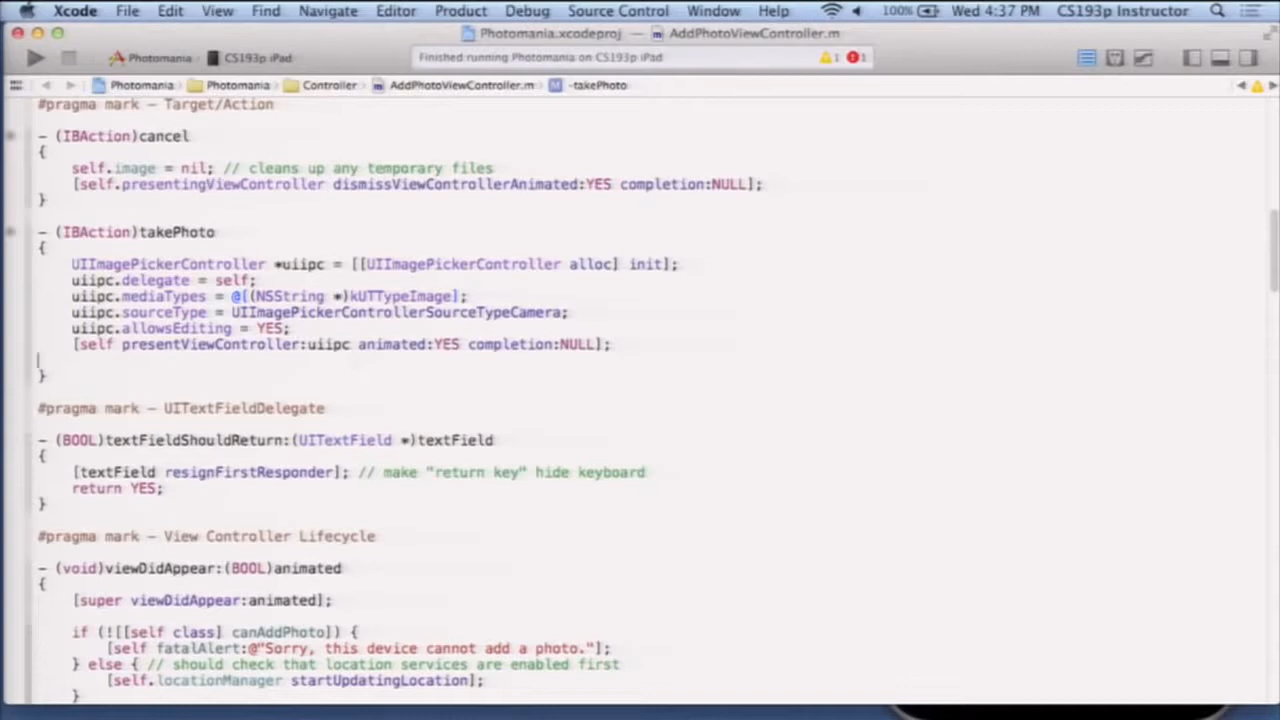 Xcode File Edit View Find Navigate Editor Product Debug Source Control Window Help 100% Wed 4:37 PM CS193p Instructor
Photomania.xcodeproj — AddPhotoViewController.m
Photomania CS193p iPad Finished running Photomania on CS193p iPad 1 1
Photomania Photomania Controller AddPhotoViewController.m M -takePhoto
#pragma mark - Target/Action
- (IBAction)cancel
{
self.image = nil; // cleans up any temporary files
[self.presentingViewController dismissViewControllerAnimated:YES completion:NULL];
}
- (IBAction)takePhoto
{
UIImagePickerController *uiipc = [[UIImagePickerController alloc] init];
uiipc.delegate = self;
uiipc.mediaTypes = @[(NSString *)kUTTypeImage];
uiipc.sourceType = UIImagePickerControllerSourceTypeCamera;
uiipc.allowsEditing = YES;
[self presentViewController:uiipc animated:YES completion:NULL];
}
#pragma mark - UITextFieldDelegate
- (BOOL)textFieldShouldReturn:(UITextField *)textField
{
[textField resignFirstResponder]; // make "return key" hide keyboard
return YES;
}
#pragma mark - View Controller Lifecycle
- (void)viewDidAppear:(BOOL)animated
{
[super viewDidAppear:animated];
if (![[self class] canAddPhoto]) {
[self fatalAlert:@"Sorry, this device cannot add a photo."];
} else { // should check that location services are enabled first
[self.locationManager startUpdatingLocation];
}